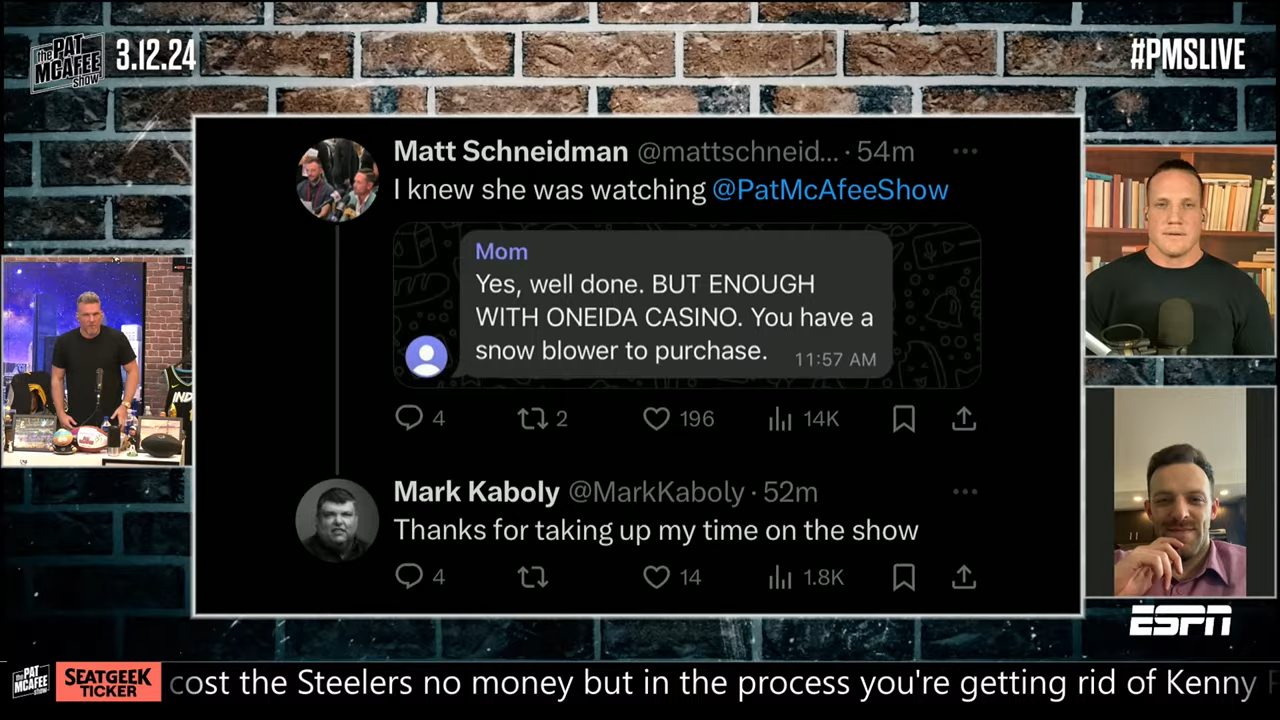 the PAT MCAFEE show 3.12.24
#PMSLIVE
Matt Schneidman @mattschneid... · 54m
I knew she was watching @PatMcAfeeShow
Mom
Yes, well done. BUT ENOUGH
WITH ONEIDA CASINO. You have a
snow blower to purchase.
11:57 AM
4 2 196 14K
Mark Kaboly @MarkKaboly · 52m
Thanks for taking up my time on the show
4 14 1.8K
IND
ESPN
the PAT MCAFEE show
SEATGEEK
TICKER
cost the Steelers no money but in the process you're getting rid of Kenny